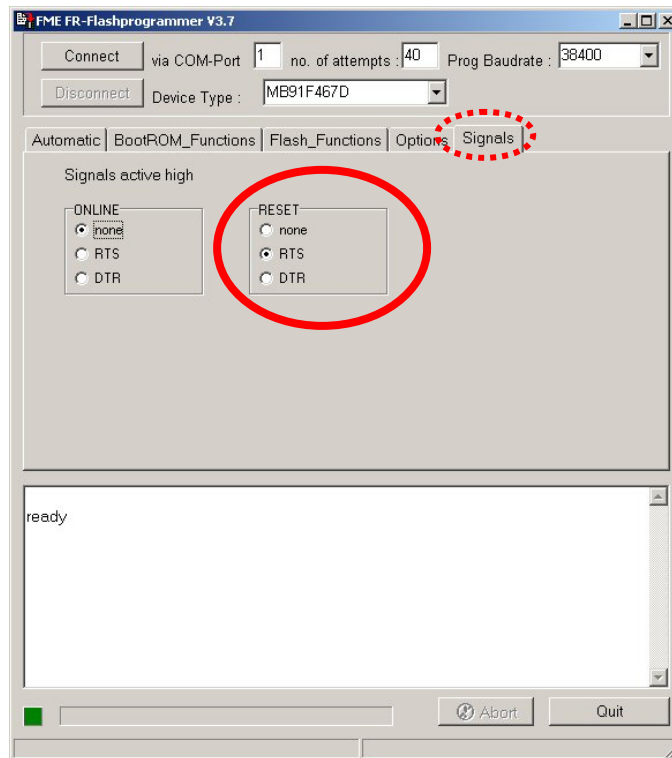 FME FR-Flashprogrammer V3.7
Connect via COM-Port 1 no. of attempts : 40 Prog Baudrate : 38400
Disconnect Device Type : MB91F467D
Automatic BootROM_Functions Flash_Functions Options Signals
Signals active high
ONLINE RESET
none none
RTS RTS
DTR DTR
ready
Abort Quit